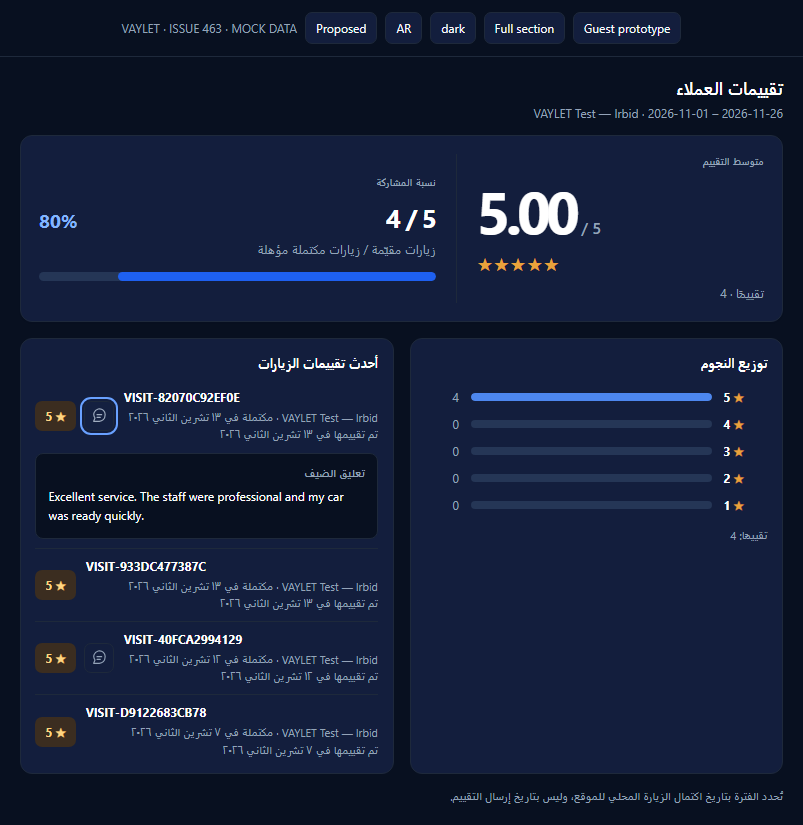 VAYLET · ISSUE 463 · MOCK DATA
Proposed
AR
dark
Full section
Guest prototype
تقييمات العملاء
VAYLET Test — Irbid · 2026-11-01 – 2026-11-26
متوسط التقييم
5.00 / 5
★★★★★
4 · تقييمًا
نسبة المشاركة
4 / 5
80%
زيارات مقيّمة / زيارات مكتملة مؤهلة
توزيع النجوم
5 ★ 4
4 ★ 0
3 ★ 0
2 ★ 0
1 ★ 0
تقييمًا: 4
أحدث تقييمات الزيارات
VISIT-82070C92EF0E
VAYLET Test — Irbid · مكتملة في ١٣ تشرين الثاني ٢٠٢٦
تم تقييمها في ١٣ تشرين الثاني ٢٠٢٦
5 ★
تعليق الضيف
Excellent service. The staff were professional and my car
was ready quickly.
VISIT-933DC477387C
VAYLET Test — Irbid · مكتملة في ١٣ تشرين الثاني ٢٠٢٦
تم تقييمها في ١٣ تشرين الثاني ٢٠٢٦
5 ★
VISIT-40FCA2994129
VAYLET Test — Irbid · مكتملة في ١٢ تشرين الثاني ٢٠٢٦
تم تقييمها في ١٢ تشرين الثاني ٢٠٢٦
5 ★
VISIT-D9122683CB78
VAYLET Test — Irbid · مكتملة في ٧ تشرين الثاني ٢٠٢٦
تم تقييمها في ٧ تشرين الثاني ٢٠٢٦
5 ★
تُحدد الفترة بتاريخ اكتمال الزيارة المحلي للموقع، وليس بتاريخ إرسال التقييم.